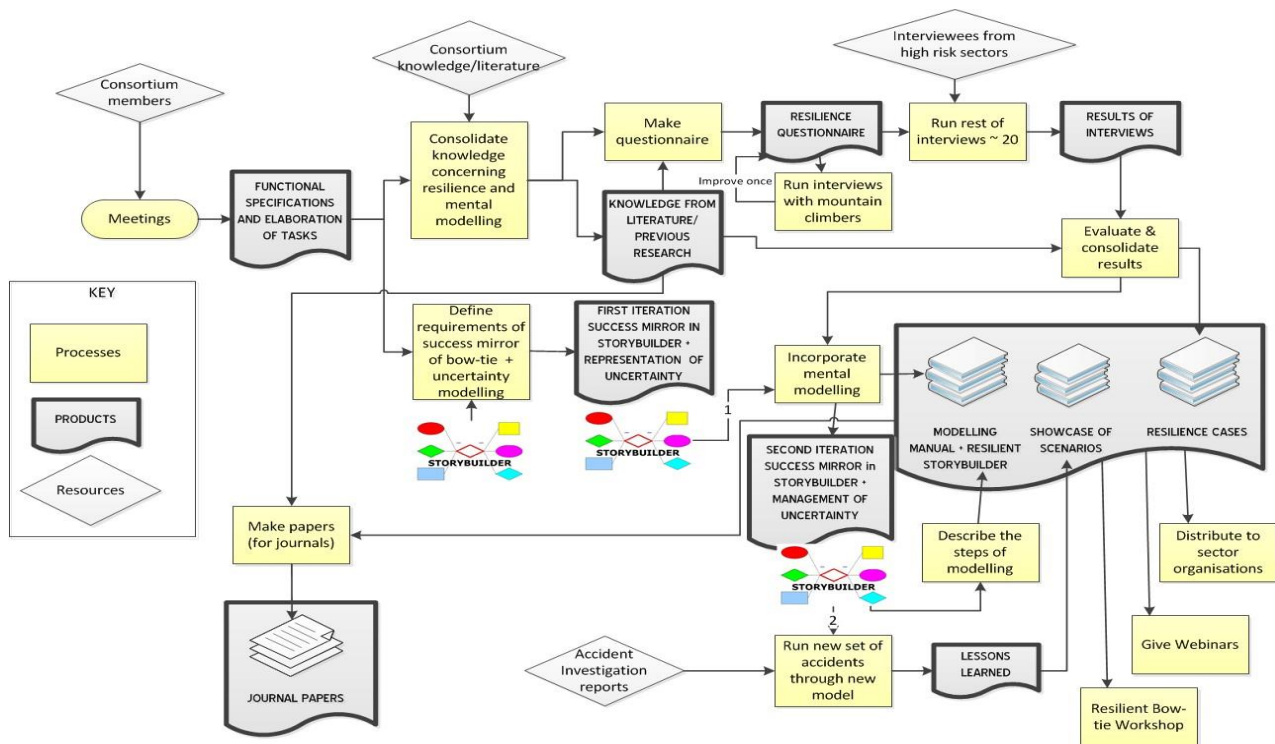 Consortium
members
Consortium
knowledge/literature
Interviewees from
high risk sectors
Meetings
FUNCTIONAL
SPECIFICATIONS
AND ELABORATION
OF TASKS
Consolidate
knowledge
concerning
resilience and
mental
modelling
Make
questionnaire
RESILIENCE
QUESTIONNAIRE
Run rest of
interviews ~ 20
RESULTS OF
INTERVIEWS
Improve once
Run interviews
with mountain
climbers
KNOWLEDGE FROM
LITERATURE/
PREVIOUS
RESEARCH
Evaluate &
consolidate
results
KEY
Processes
PRODUCTS
Resources
Define
requirements of
success mirror
of bow-tie +
uncertainty
modelling
FIRST ITERATION
SUCCESS MIRROR IN
STORYBUILDER +
REPRESENTATION OF
UNCERTAINTY
Incorporate
mental
modelling
STORYBUILDER
STORYBUILDER
1
MODELLING
MANUAL + RESILIENT
STORYBUILDER
SHOWCASE OF
SCENARIOS
RESILIENCE CASES
SECOND ITERATION
SUCCESS MIRROR in
STORYBUILDER +
MANAGEMENT OF
UNCERTAINTY
STORYBUILDER
2
Make papers
(for journals)
Describe the
steps of
modelling
Distribute to
sector
organisations
Give Webinars
Resilient Bow-
tie Workshop
JOURNAL PAPERS
Accident
Investigation
reports
Run new set of
accidents
through new
model
LESSONS
LEARNED